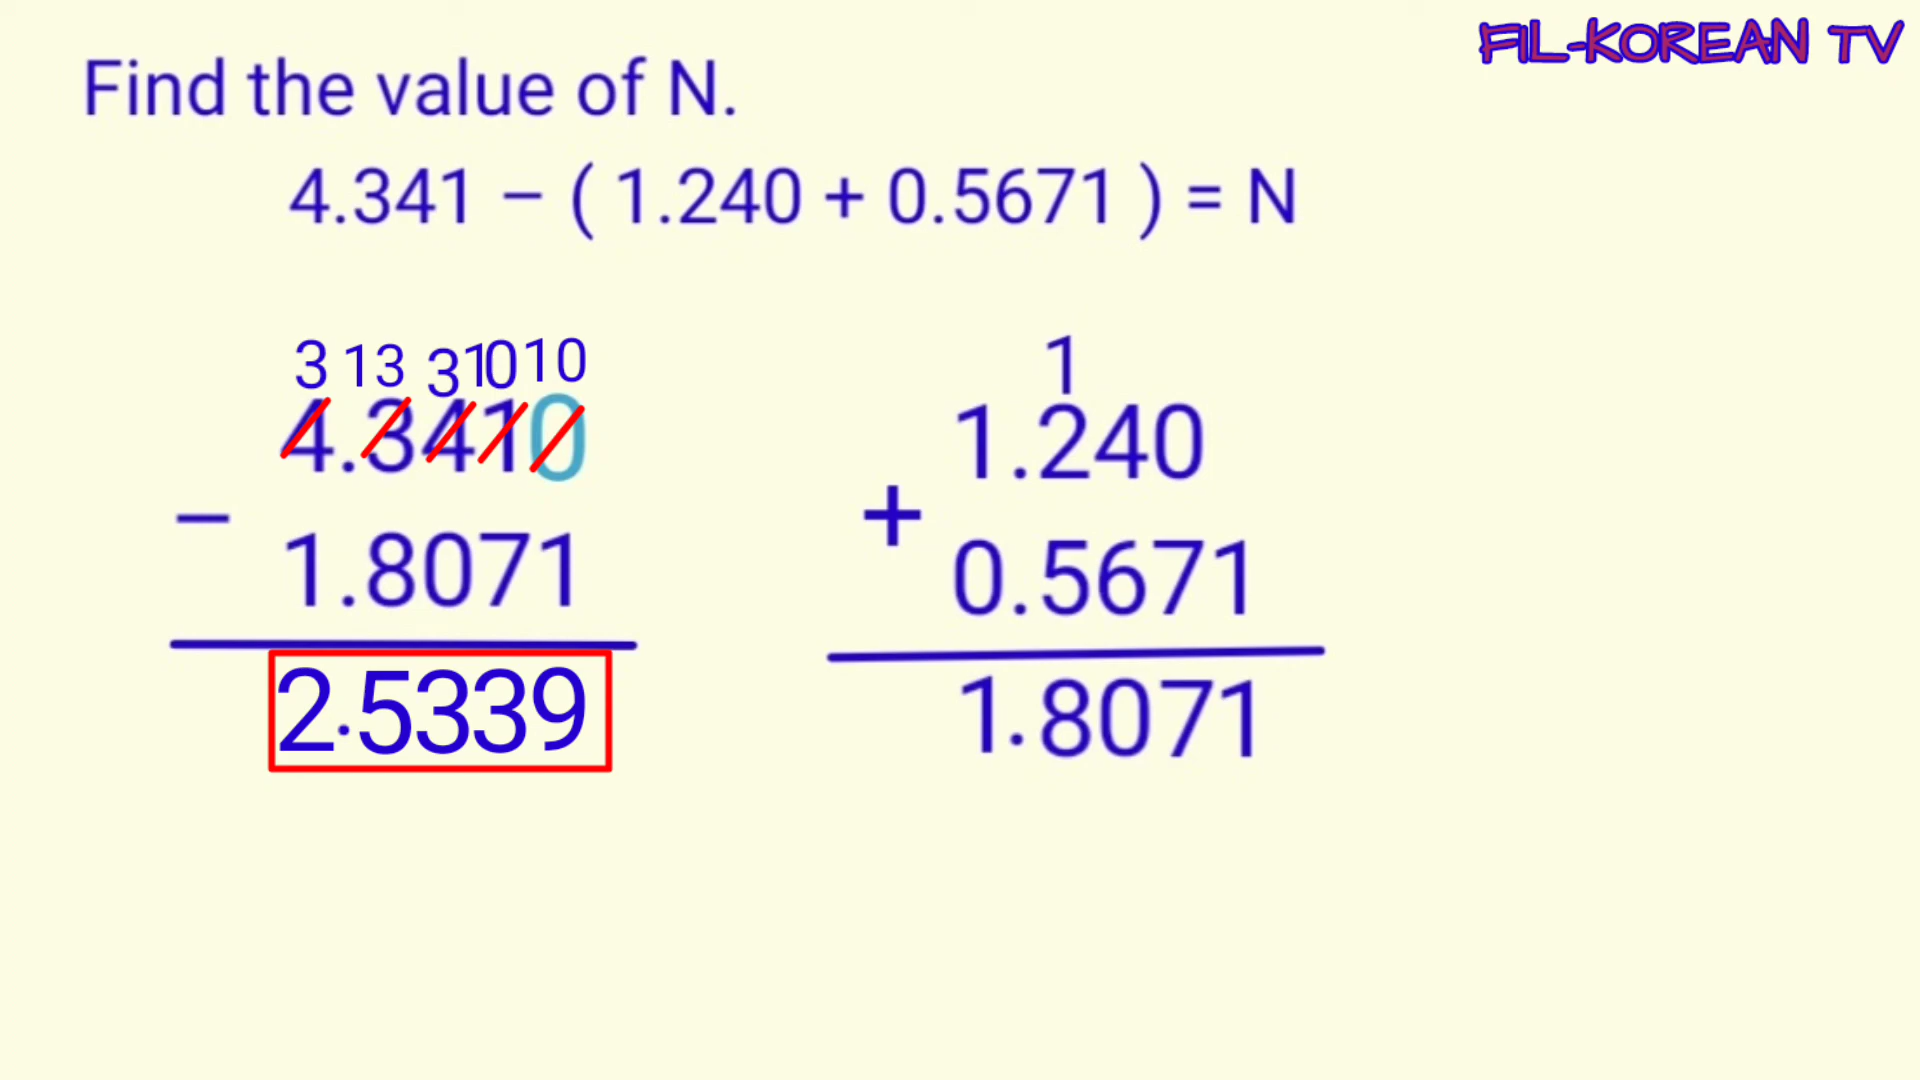 FIL-KOREAN TV
Find the value of N.
4.341 – ( 1.240 + 0.5671 ) = N
3 13 3 10 10
4.3410
– 1.8071
2.5339
1
1.240
+ 0.5671
1.8071